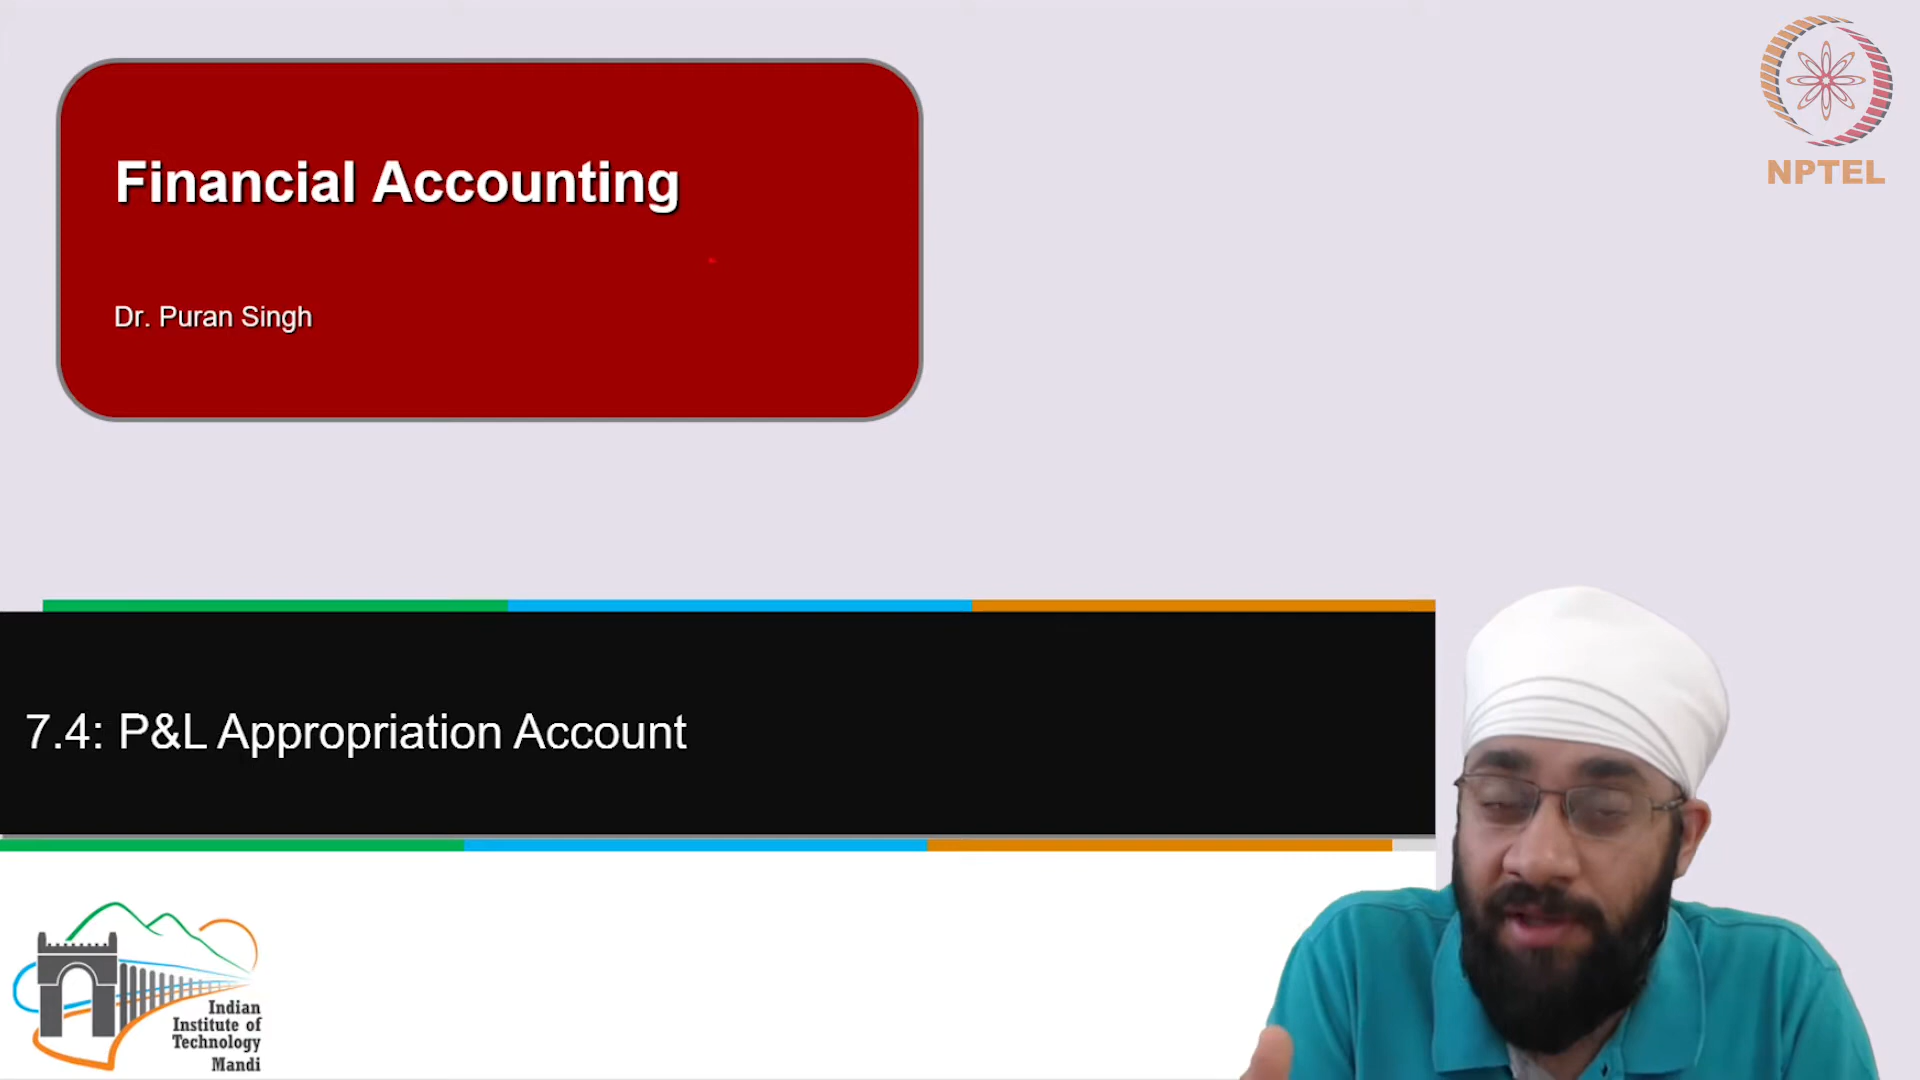 Financial Accounting
Dr. Puran Singh
NPTEL
7.4: P&L Appropriation Account
Indian
Institute of
Technology
Mandi